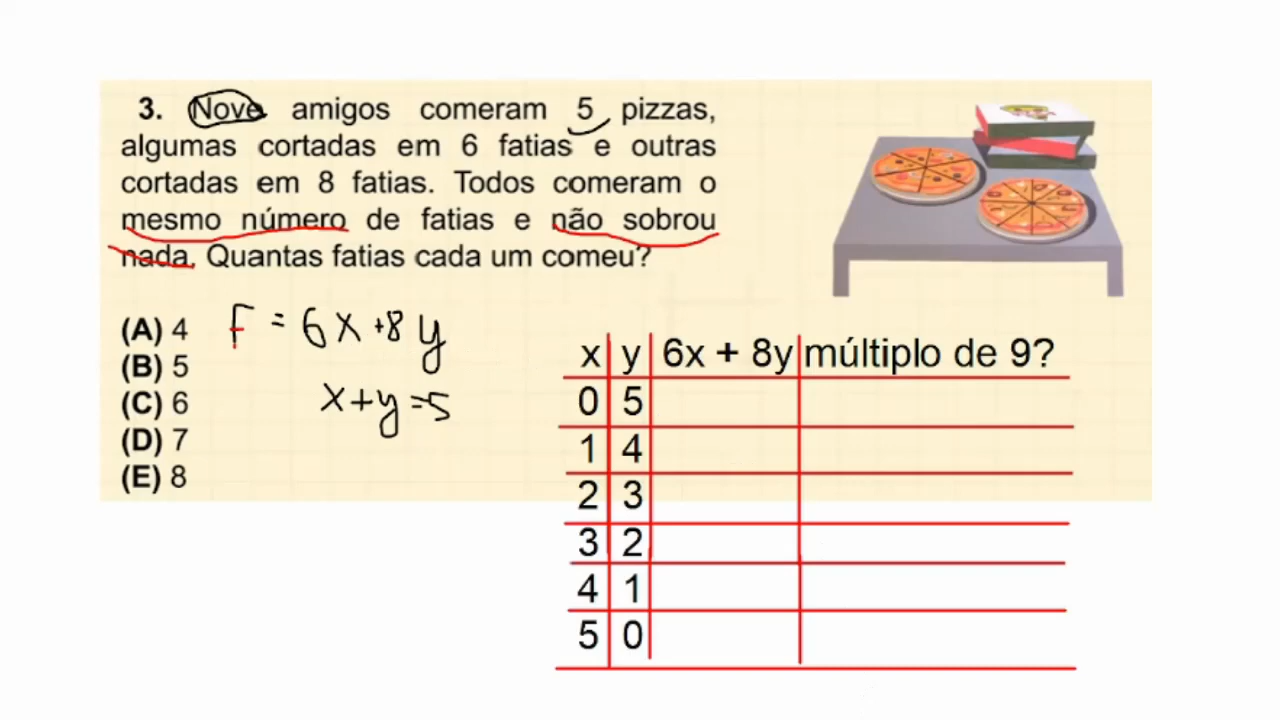 3. Nove amigos comeram 5 pizzas,
algumas cortadas em 6 fatias e outras
cortadas em 8 fatias. Todos comeram o
mesmo número de fatias e não sobrou
nada. Quantas fatias cada um comeu?
(A) 4
(B) 5
(C) 6
(D) 7
(E) 8
F = 6x +8y
x+y=5
x y 6x + 8y múltiplo de 9?
0 5
1 4
2 3
3 2
4 1
5 0